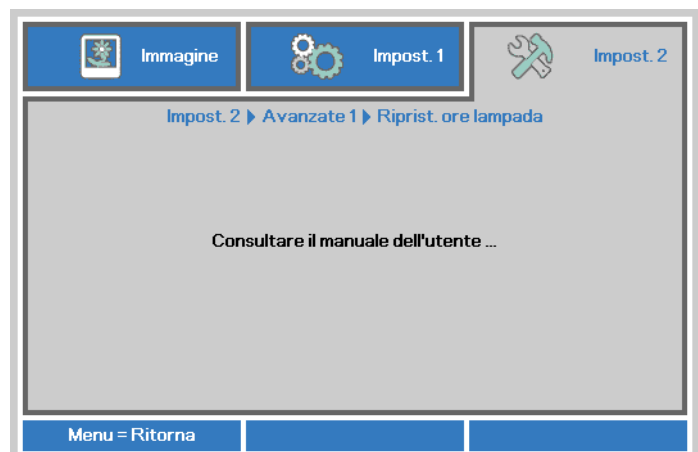 Immagine
Impost. 1
Impost. 2
Impost. 2 ▶ Avanzate 1 ▶ Riprist. ore lampada
Consultare il manuale dell'utente ...
Menu = Ritorna